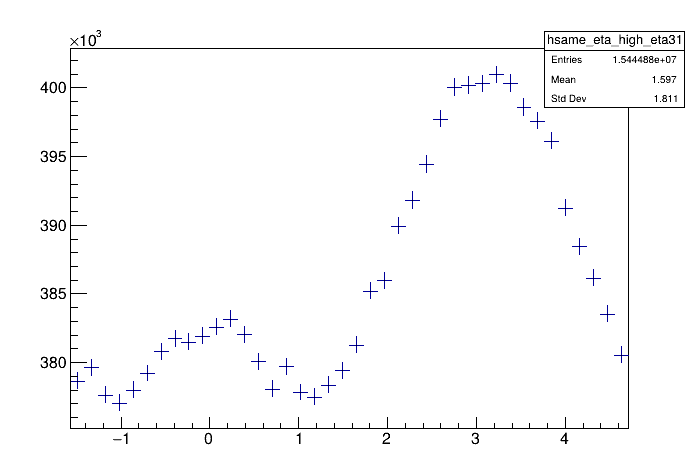 ×10³
hsame_eta_high_eta31
Entries 1.544488e+07
Mean 1.597
Std Dev 1.811
400
395
390
385
380
−1 0 1 2 3 4